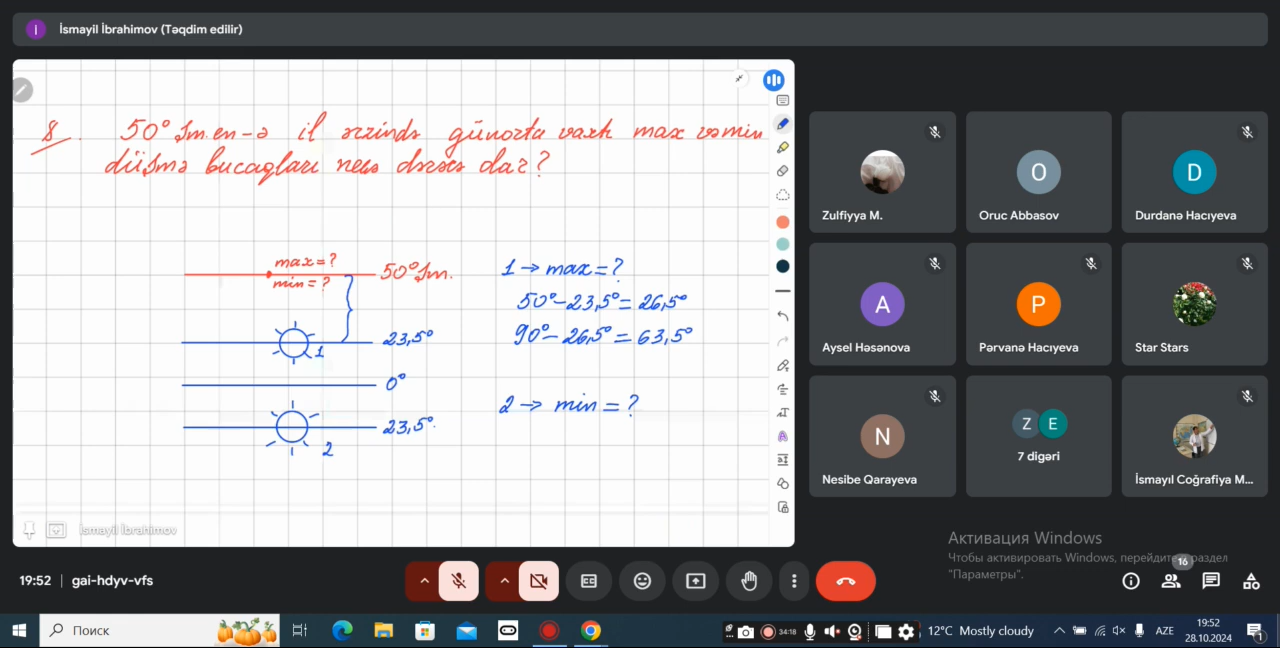 I İsmayil İbrahimov (Təqdim edilir)
8. 50° Şm.en-ə il ərzində günorta vaxtı max və min
düşmə bucaqları neçə dərəcə dər?
max=?
min=?
50° Şm.
1
23,5°
0°
23,5°.
2
1 → max=?
50°-23,5°=26,5°
90°-26,5°=63,5°
2 → min=?
İsmayil İbrahimov
Zulfiyya M.
O
Oruc Abbasov
D
Durdanə Hacıyeva
A
Aysel Həsənova
P
Pərvanə Hacıyeva
Star Stars
N
Nesibe Qarayeva
Z E
7 digəri
İsmayıl Coğrafiya M...
Активация Windows
Чтобы активировать Windows, перейдите раздел
"Параметры".
16
19:52 | gai-hdyv-vfs
Поиск
34:18
12°C Mostly cloudy
AZE
19:52
28.10.2024
1